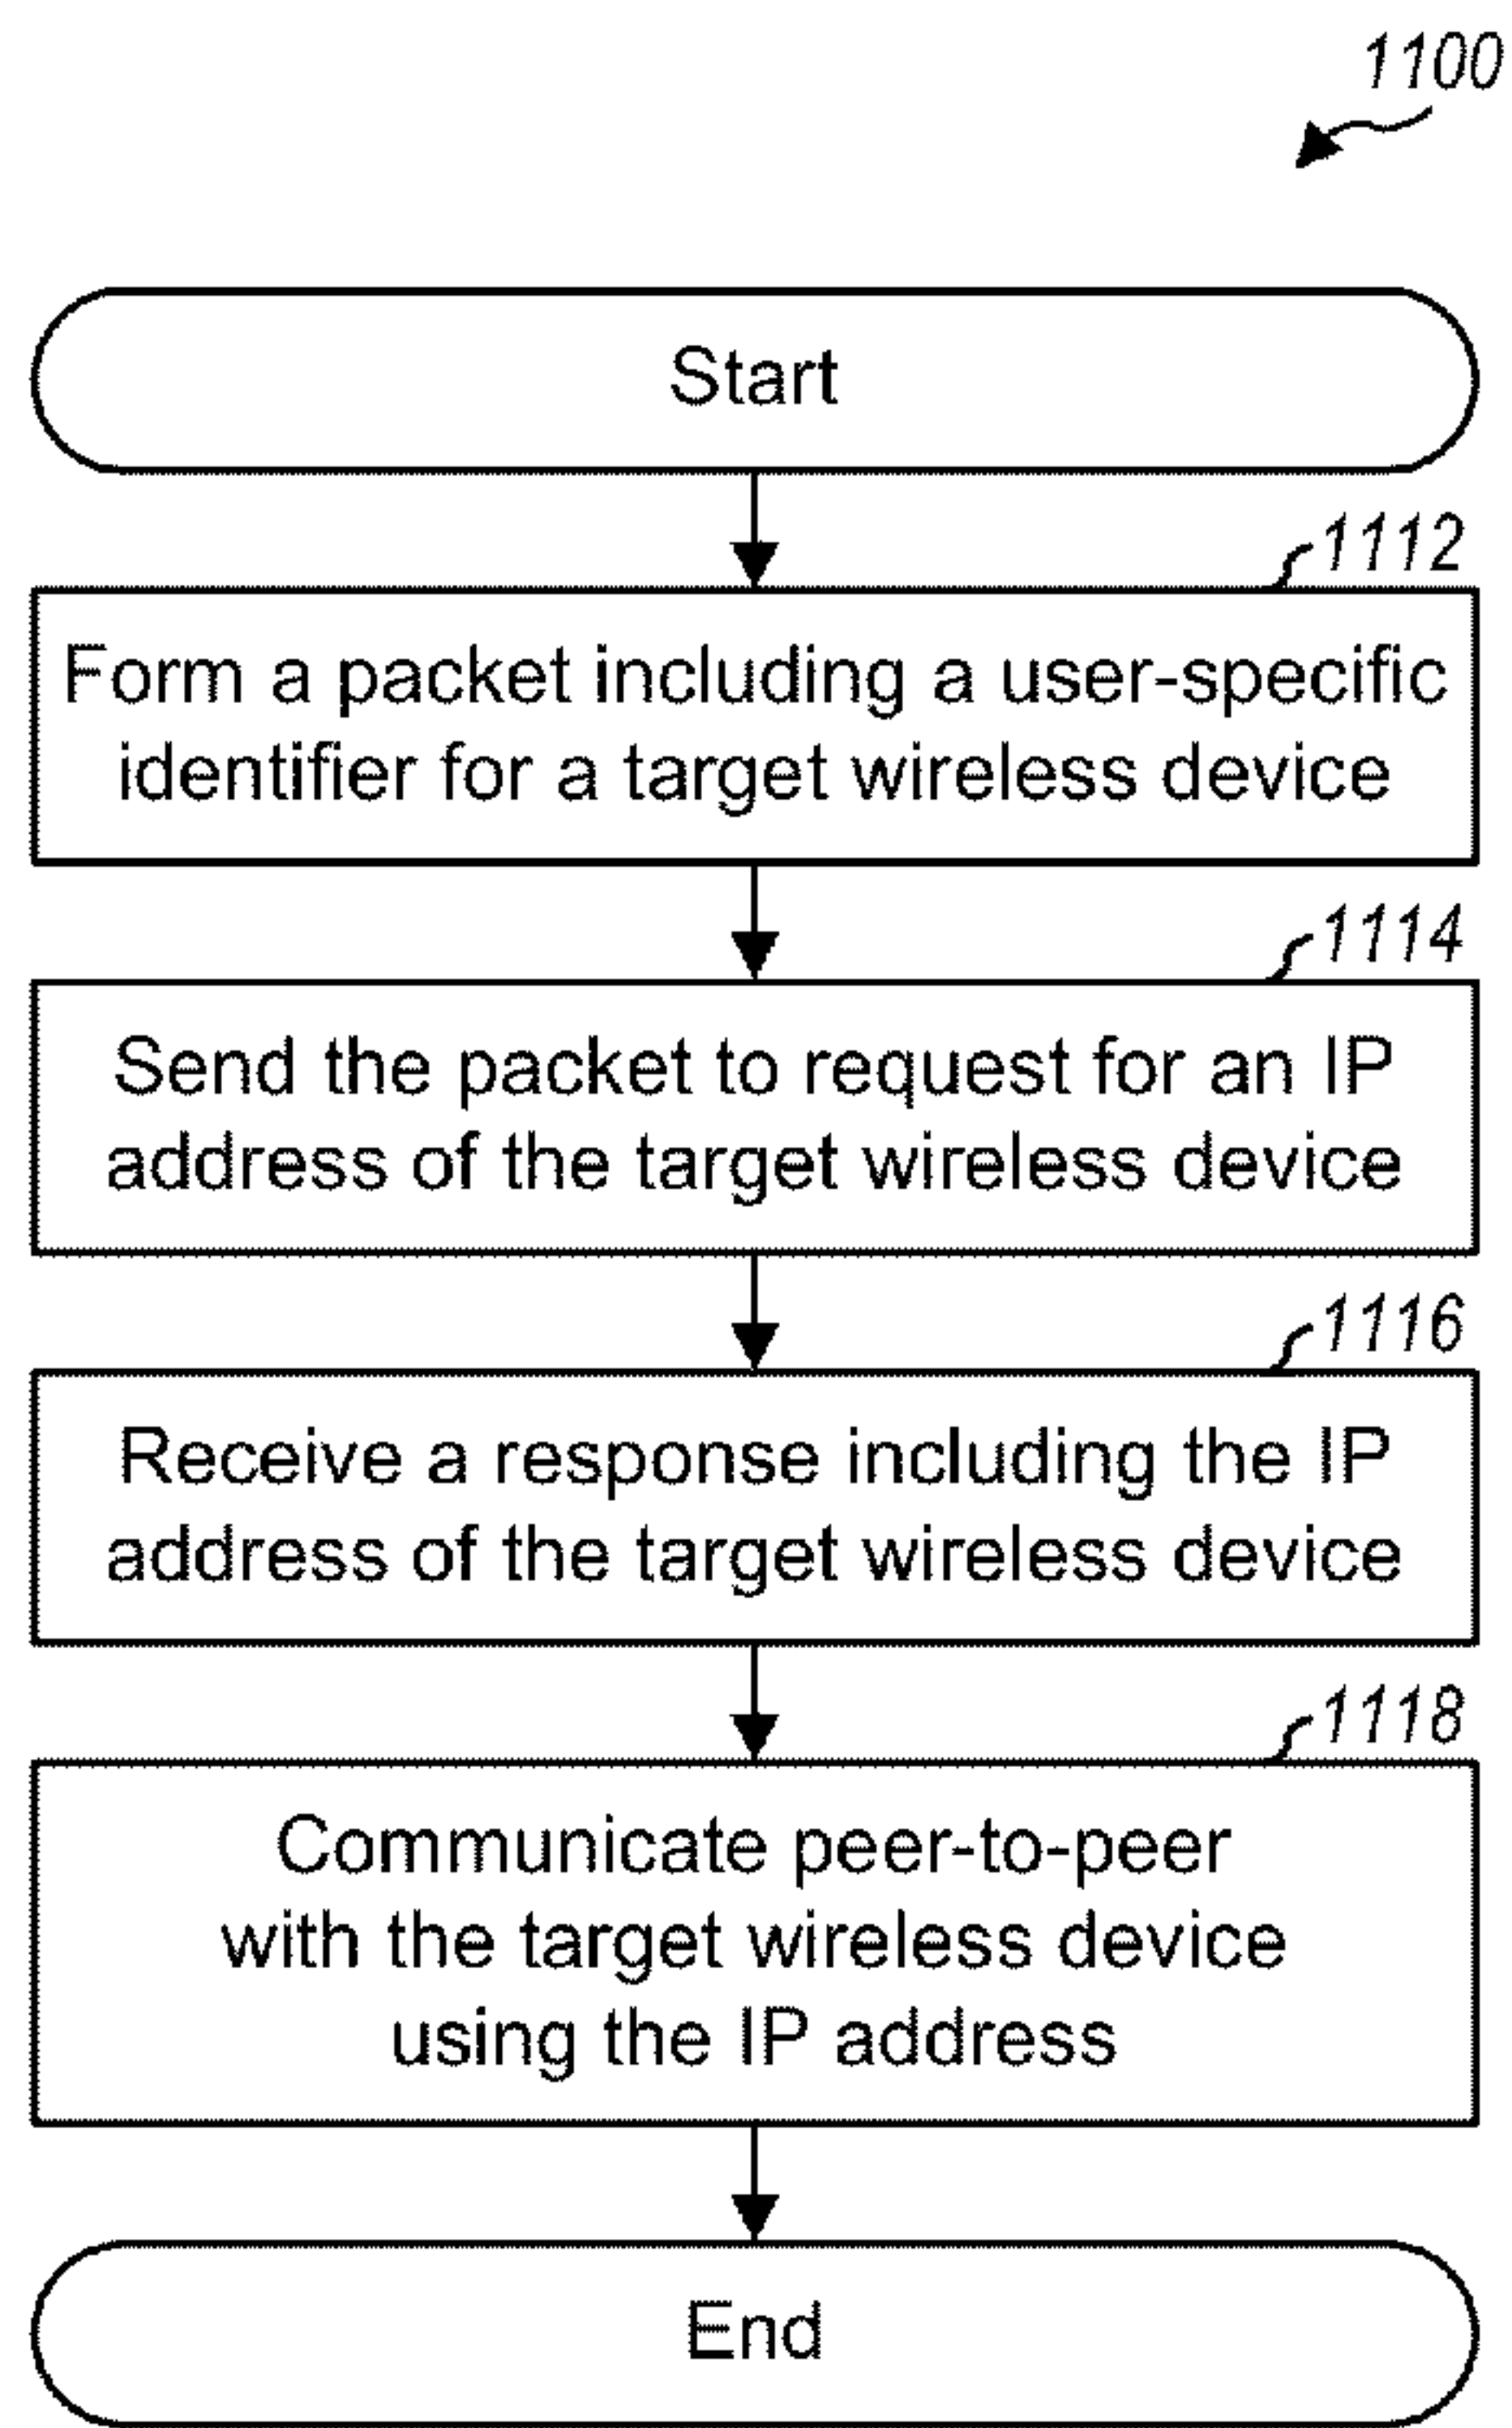 1100
Start
1112
Form a packet including a user-specific
identifier for a target wireless device
1114
Send the packet to request for an IP
address of the target wireless device
1116
Receive a response including the IP
address of the target wireless device
1118
Communicate peer-to-peer
with the target wireless device
using the IP address
End